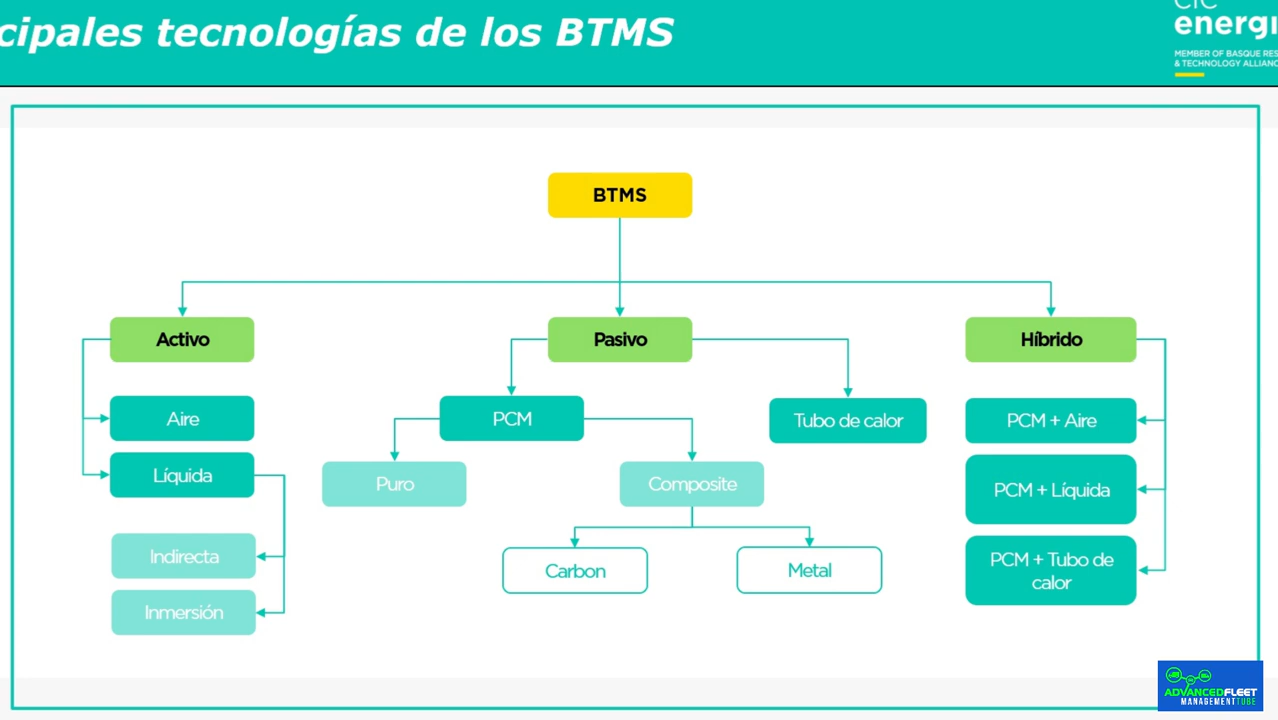 cipales tecnologías de los BTMS
energi
MEMBER OF BASQUE RES
& TECHNOLOGY ALLIANC
BTMS
Activo
Pasivo
Híbrido
Aire
PCM
Tubo de calor
PCM + Aire
Líquida
Puro
Composite
PCM + Líquida
Indirecta
Carbon
Metal
PCM + Tubo de
calor
Inmersión
ADVANCEDFLEET
MANAGEMENTTUBE